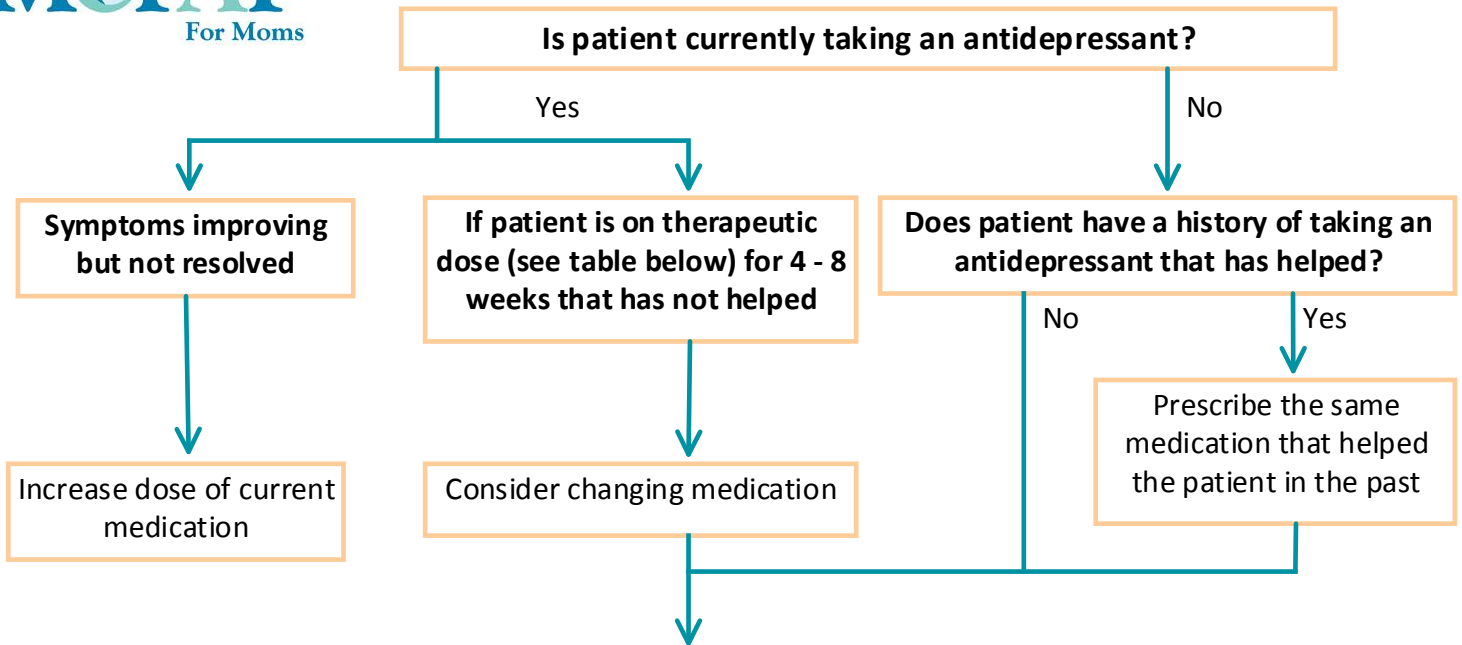 For Moms
Is patient currently taking an antidepressant?
Yes
No
Symptoms improving
but not resolved
If patient is on therapeutic
dose (see table below) for 4 - 8
weeks that has not helped
Does patient have a history of taking an
antidepressant that has helped?
No
Yes
Prescribe the same
medication that helped
the patient in the past
Increase dose of current
medication
Consider changing medication